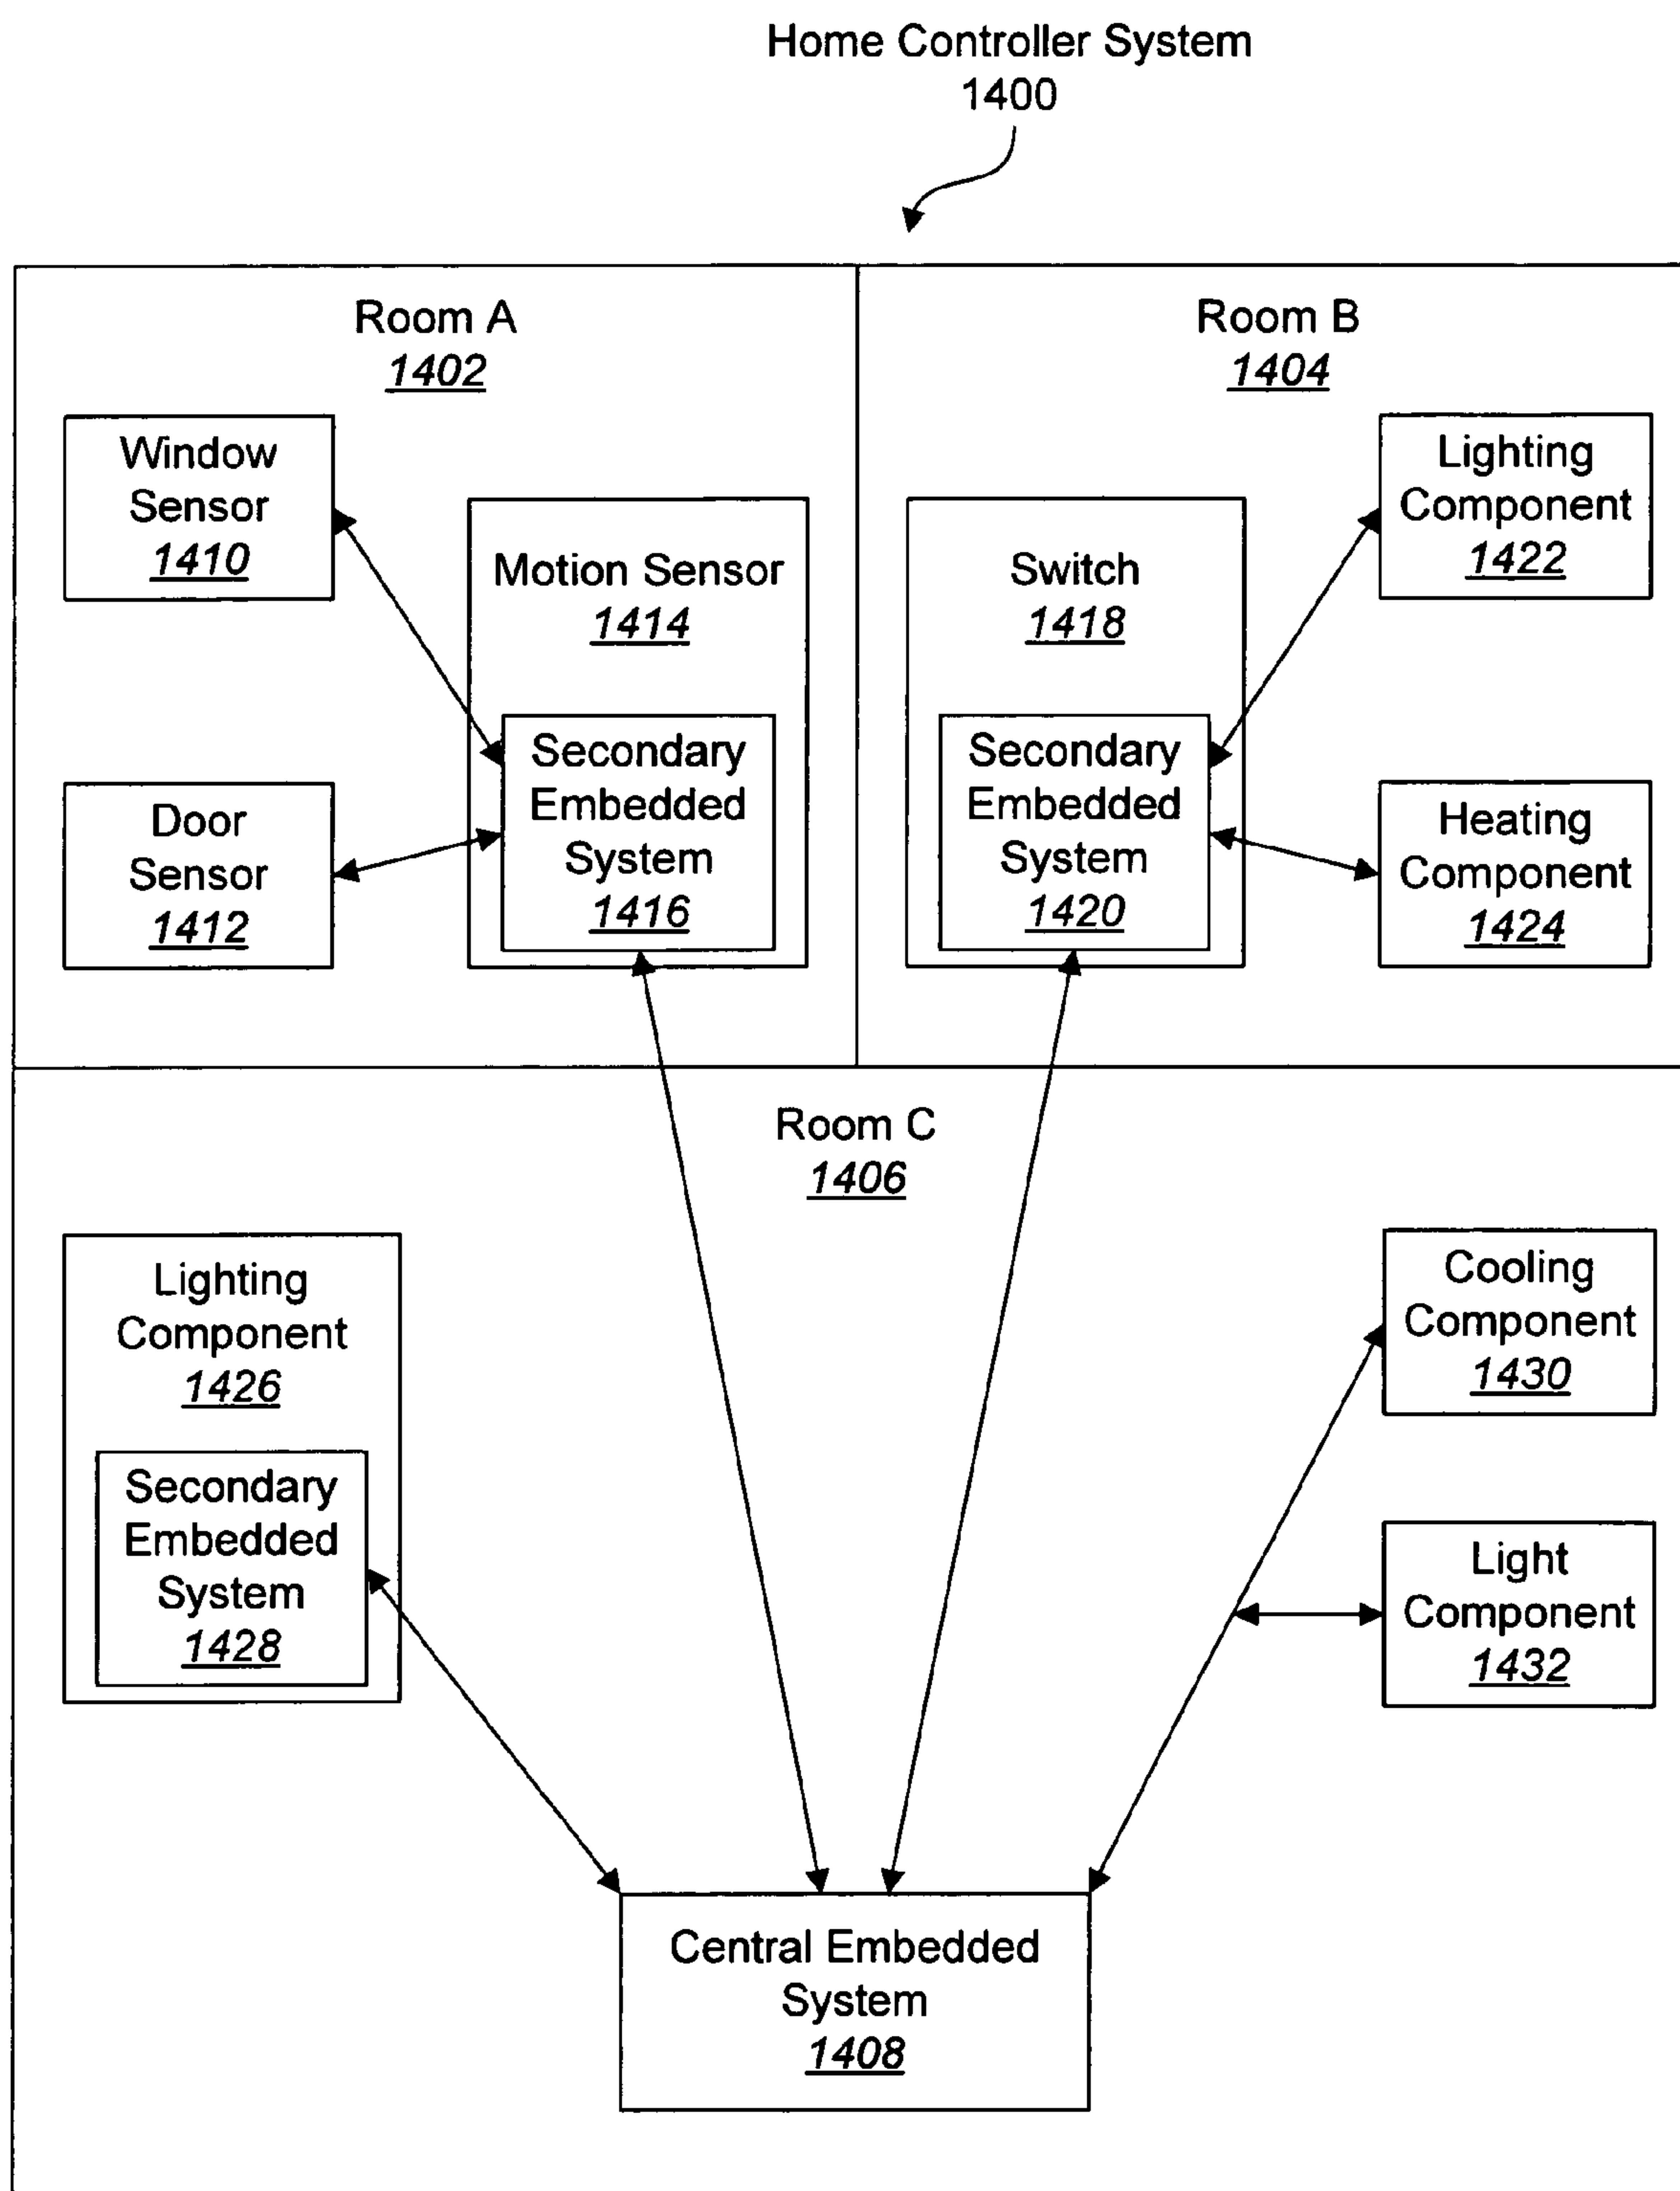 Home Controller System
1400
Room A
1402
Room B
1404
Window
Sensor
1410
Motion Sensor
1414
Secondary
Embedded
System
1416
Door
Sensor
1412
Switch
1418
Secondary
Embedded
System
1420
Lighting
Component
1422
Heating
Component
1424
Room C
1406
Lighting
Component
1426
Secondary
Embedded
System
1428
Cooling
Component
1430
Light
Component
1432
Central Embedded
System
1408